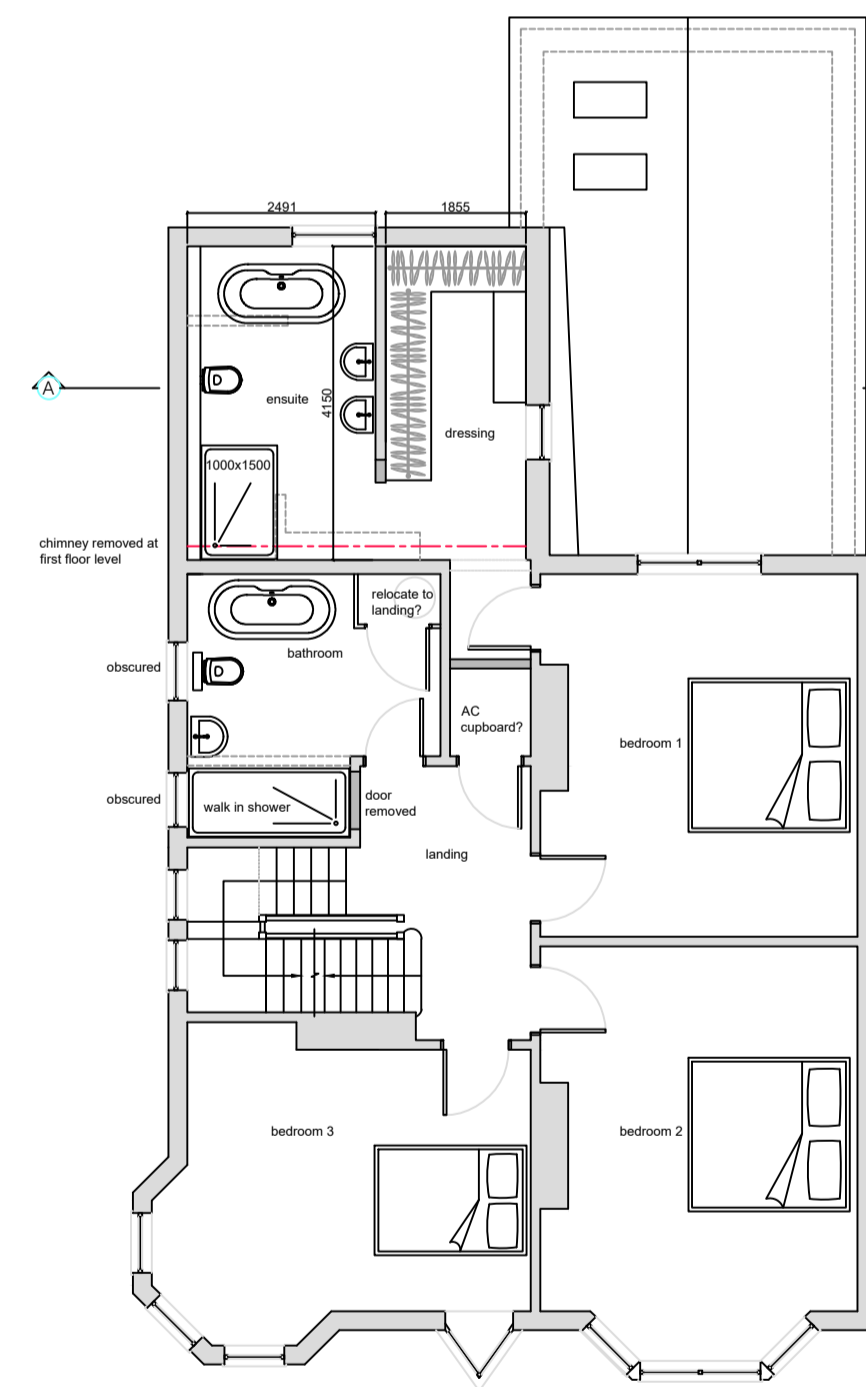 2491
1855
A
ensuite
4150
dressing
1000x1500
chimney removed at
first floor level
relocate to
landing?
bathroom
obscured
AC
cupboard?
bedroom 1
obscured
walk in shower
door
removed
landing
bedroom 3
bedroom 2